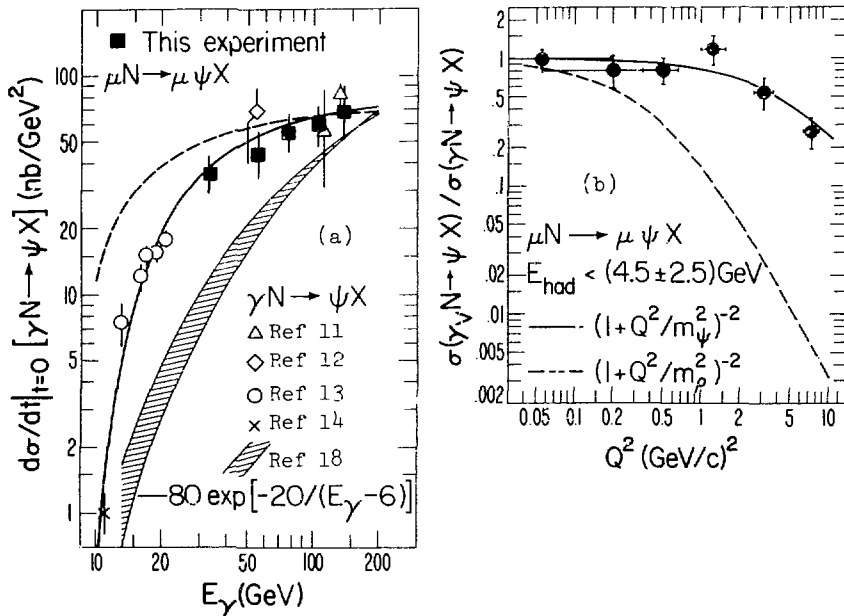 ■ This experiment
μN→μψX
dσ/dt|t=0 [γN→ψX] (nb/GeV²)
100
50
20
10
5
2
1
(a)
γN→ψX
△ Ref 11
◇ Ref 12
○ Ref 13
× Ref 14
Ref 18
—80 exp[-20/(Eγ-6)]
10 20 50 100 200
Eγ(GeV)
σ(γᵥN→ψX)/σ(γN→ψX)
2
1
.5
.2
.1
.05
.02
.01
.005
.002
(b)
μN→μψX
E_had < (4.5±2.5)GeV
— (1+Q²/m²ψ)⁻²
--- (1+Q²/m²ρ)⁻²
0.05 0.1 0.2 0.5 1 2 5 10
Q² (GeV/c)²